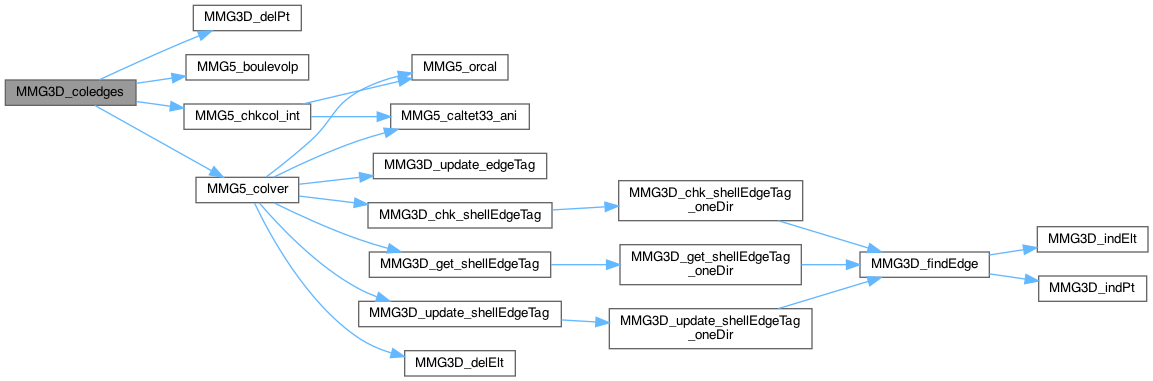 MMG3D_coledges
MMG3D_delPt
MMG5_boulevolp
MMG5_chkcol_int
MMG5_colver
MMG5_orcal
MMG5_caltet33_ani
MMG3D_update_edgeTag
MMG3D_chk_shellEdgeTag
MMG3D_get_shellEdgeTag
MMG3D_update_shellEdgeTag
MMG3D_delElt
MMG3D_chk_shellEdgeTag
_oneDir
MMG3D_get_shellEdgeTag
_oneDir
MMG3D_update_shellEdgeTag
_oneDir
MMG3D_findEdge
MMG3D_indElt
MMG3D_indPt